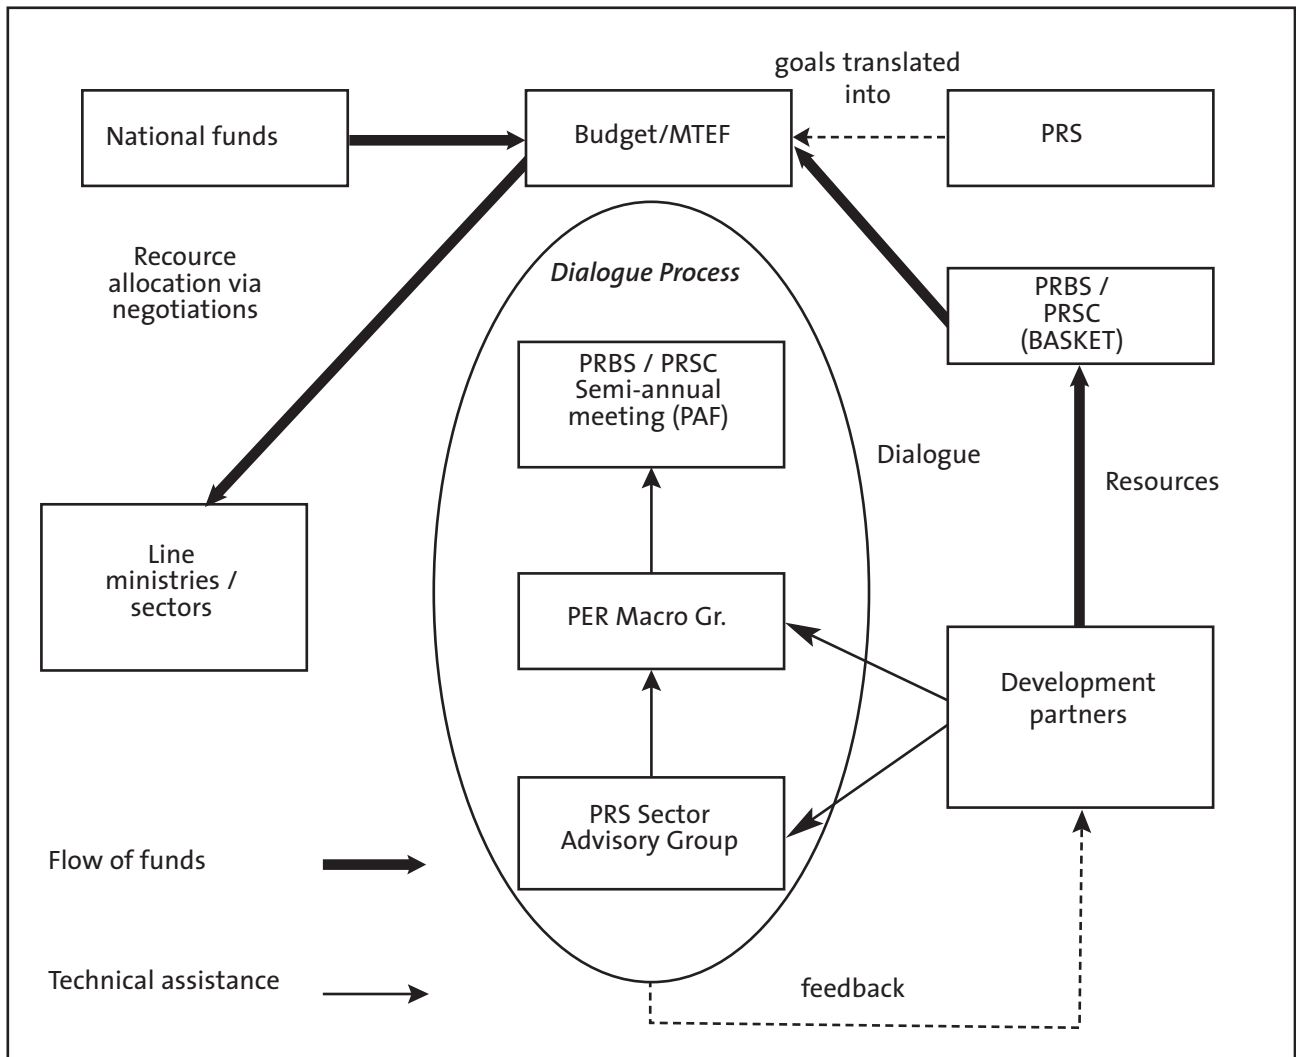 goals translated
into
National funds
Budget/MTEF
PRS
Recource
allocation via
negotiations
Dialogue Process
PRBS /
PRSC
(BASKET)
PRBS / PRSC
Semi-annual
meeting (PAF)
Dialogue
Resources
Line
ministries /
sectors
PER Macro Gr.
Development
partners
PRS Sector
Advisory Group
Flow of funds
Technical assistance
feedback